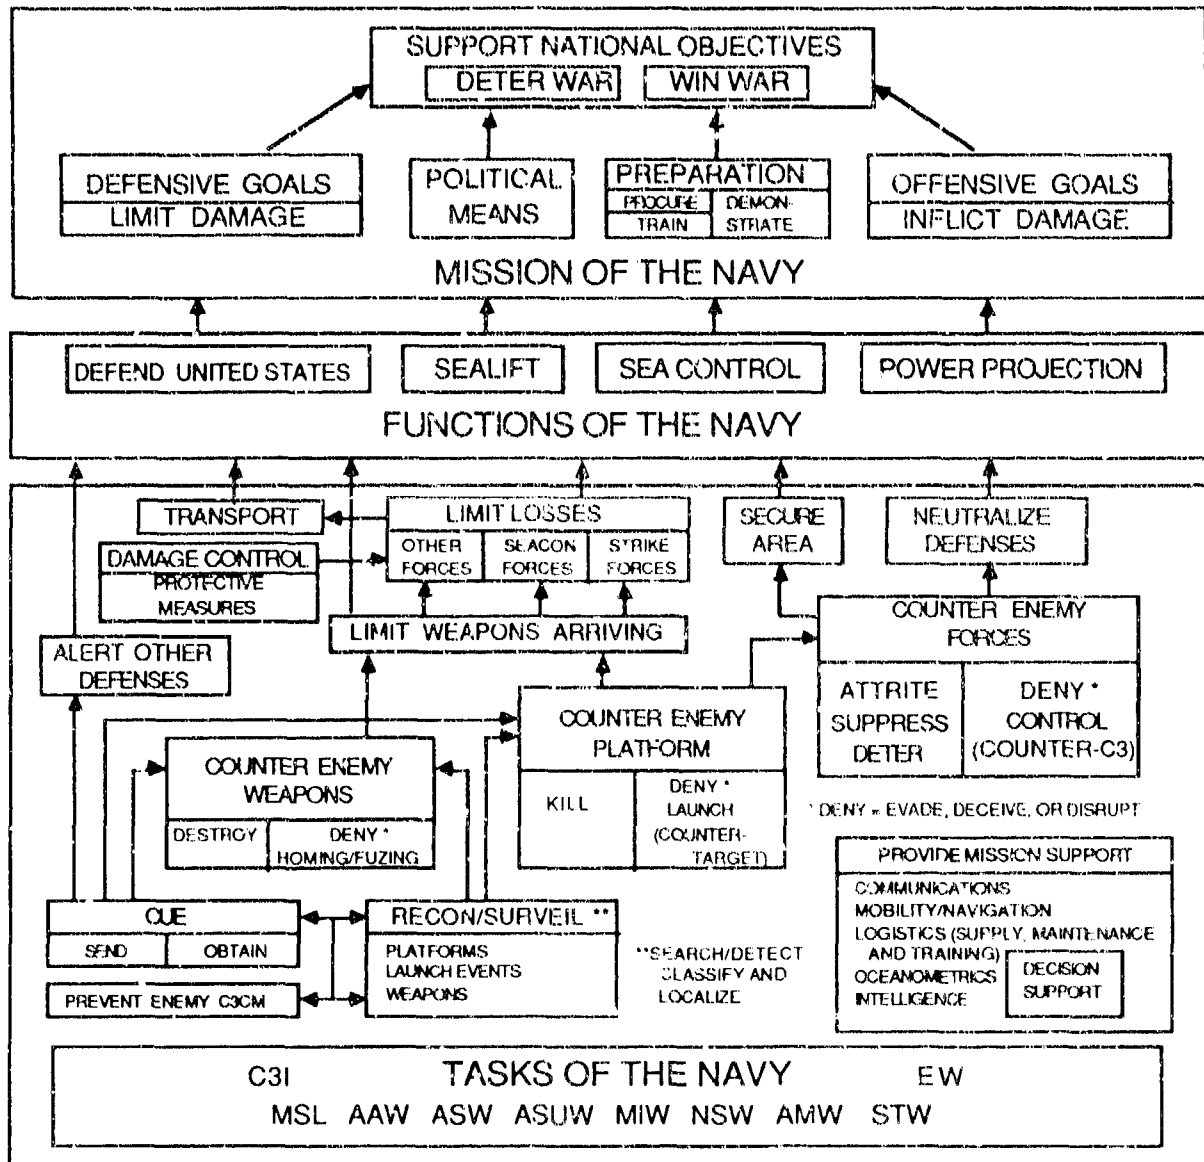 SUPPORT NATIONAL OBJECTIVES
DETER WAR
WIN WAR
DEFENSIVE GOALS
LIMIT DAMAGE
POLITICAL
MEANS
PREPARATION
PROCURE
TRAIN
DEMON-
STRATE
OFFENSIVE GOALS
INFLICT DAMAGE
MISSION OF THE NAVY
DEFEND UNITED STATES
SEALIFT
SEA CONTROL
POWER PROJECTION
FUNCTIONS OF THE NAVY
TRANSPORT
DAMAGE CONTROL
PROTECTIVE
MEASURES
LIMIT LOSSES
OTHER
FORCES
SEACON
FORCES
STRIKE
FORCES
SECURE
AREA
NEUTRALIZE
DEFENSES
LIMIT WEAPONS ARRIVING
ALERT OTHER
DEFENSES
COUNTER ENEMY
FORCES
ATTRITE
SUPPRESS
DETER
DENY *
CONTROL
(COUNTER-C3)
COUNTER ENEMY
PLATFORM
KILL
DENY *
LAUNCH
(COUNTER-
TARGET)
COUNTER ENEMY
WEAPONS
DESTROY
DENY *
HOMING/FUZING
* DENY = EVADE, DECEIVE, OR DISRUPT
CUE
SEND
OBTAIN
PREVENT ENEMY C3CM
RECON/SURVEIL **
PLATFORMS
LAUNCH EVENTS
WEAPONS
**SEARCH/DETECT
CLASSIFY AND
LOCALIZE
PROVIDE MISSION SUPPORT
COMMUNICATIONS
MOBILITY/NAVIGATION
LOGISTICS (SUPPLY, MAINTENANCE
AND TRAINING)
OCEANOMETRICS
INTELLIGENCE
DECISION
SUPPORT
C3I TASKS OF THE NAVY EW
MSL AAW ASW ASUW MIW NSW AMW STW